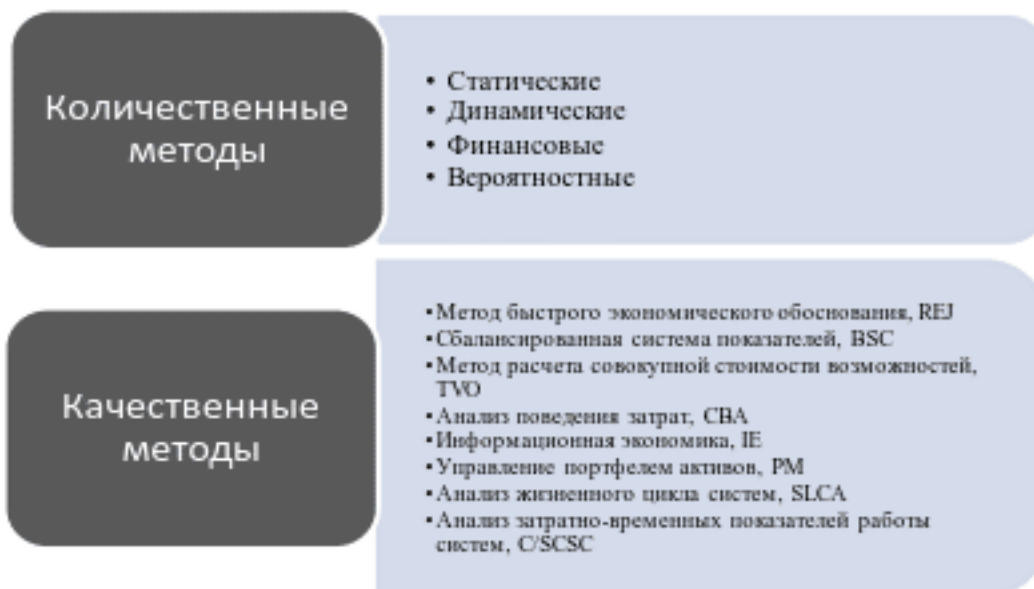 Количественные
методы
• Статические
• Динамические
• Финансовые
• Вероятностные
Качественные
методы
• Метод быстрого экономического обоснования, REJ
• Сбалансированная система показателей, BSC
• Метод расчета совокупной стоимости возможностей,
TVO
• Анализ поведения затрат, CBA
• Информационная экономика, IE
• Управление портфелем активов, PM
• Анализ жизненного цикла систем, SLCA
• Анализ затратно-временных показателей работы
систем, C/SCSC